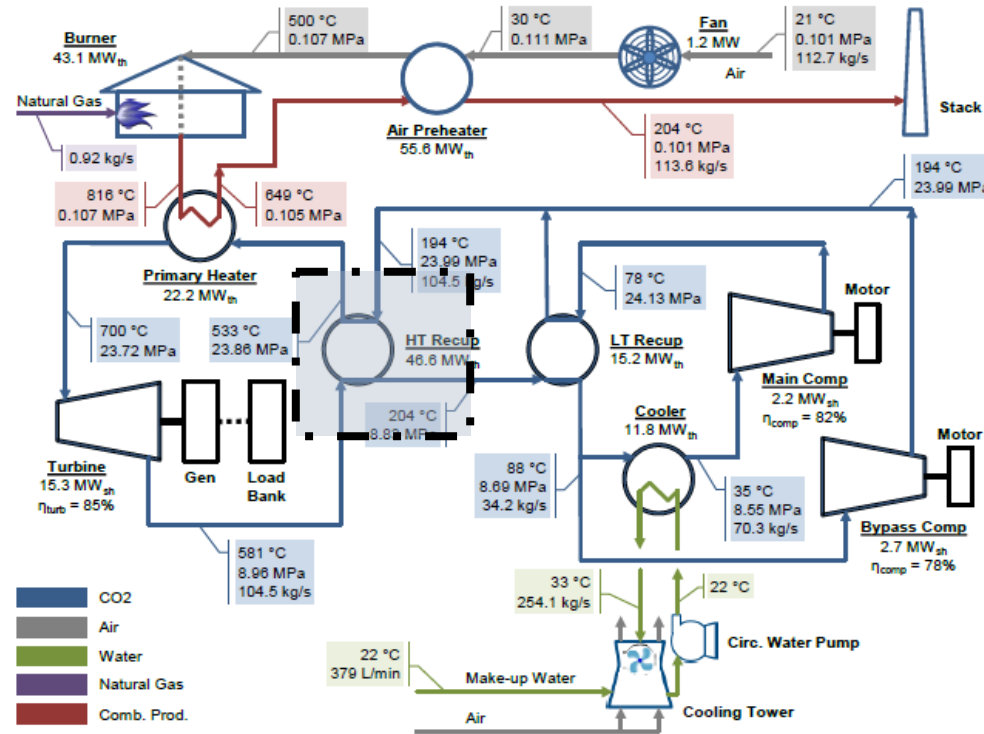 Burner
43.1 MWth
500 °C
0.107 MPa
30 °C
0.111 MPa
Fan
1.2 MW
21 °C
0.101 MPa
112.7 kg/s
Air
Natural Gas
0.92 kg/s
Air Preheater
55.6 MWth
204 °C
0.101 MPa
113.6 kg/s
Stack
816 °C
0.107 MPa
649 °C
0.105 MPa
194 °C
23.99 MPa
Primary Heater
22.2 MWth
194 °C
23.99 MPa
104.5 kg/s
78 °C
24.13 MPa
Motor
700 °C
23.72 MPa
533 °C
23.86 MPa
HT Recup
46.6 MWth
LT Recup
15.2 MWth
Main Comp
2.2 MWsh
ηcomp = 82%
204 °C
Cooler
11.8 MWth
Motor
Turbine
15.3 MWsh
ηturb = 85%
Gen
Load
Bank
88 °C
8.69 MPa
34.2 kg/s
35 °C
8.55 MPa
70.3 kg/s
Bypass Comp
2.7 MWsh
ηcomp = 78%
581 °C
8.96 MPa
104.5 kg/s
33 °C
254.1 kg/s
22 °C
Circ. Water Pump
22 °C
379 L/min
Make-up Water
Air
Cooling Tower
CO2
Air
Water
Natural Gas
Comb. Prod.